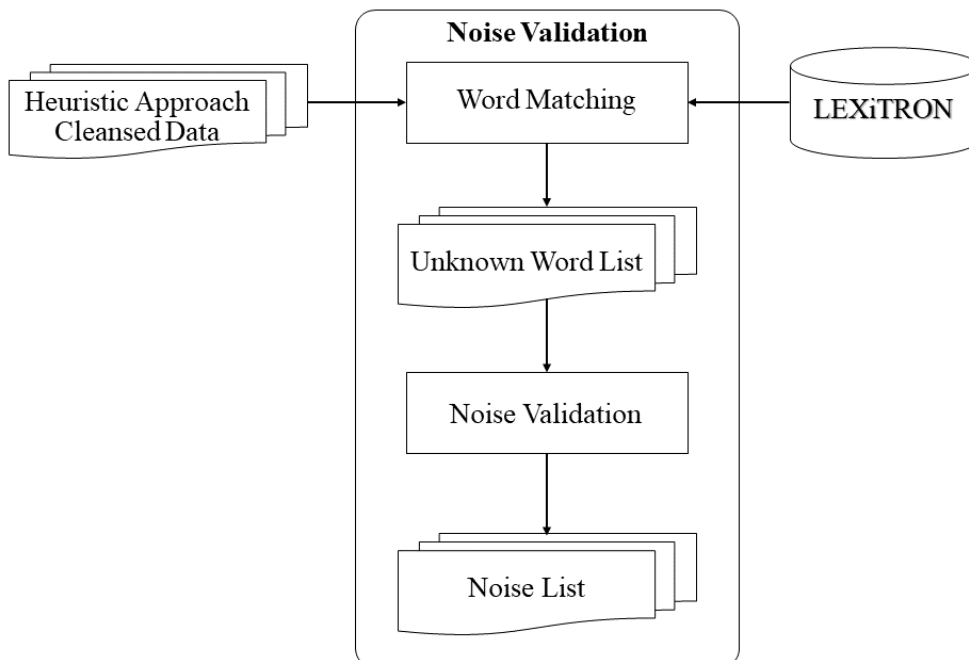 Noise Validation
Heuristic Approach
Cleansed Data
Word Matching
LEXiTRON
Unknown Word List
Noise Validation
Noise List